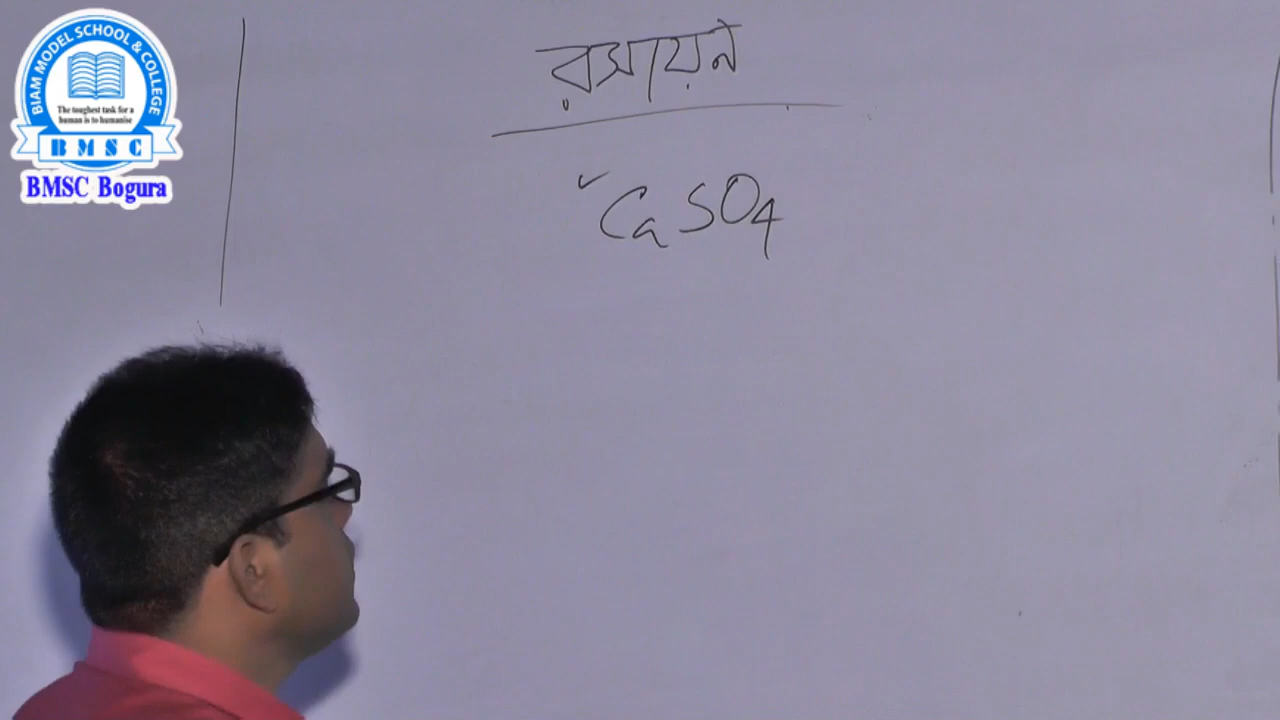 BIAM MODEL SCHOOL & COLLEGE
The toughest task for a
human is to humanise
BMSC
BMSC Bogura
রসায়ন
CaSO4